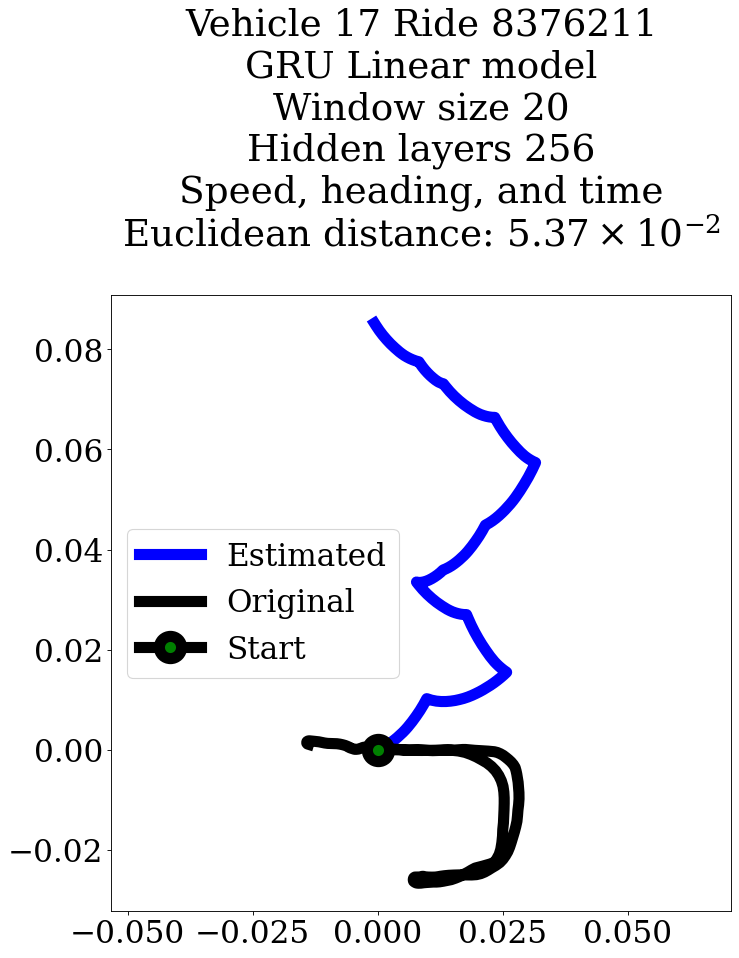 Vehicle 17 Ride 8376211
GRU Linear model
Window size 20
Hidden layers 256
Speed, heading, and time
Euclidean distance: 5.37 × 10⁻²
0.08
0.06
0.04
0.02
0.00
−0.02
Estimated
Original
Start
−0.050 −0.025 0.000 0.025 0.050